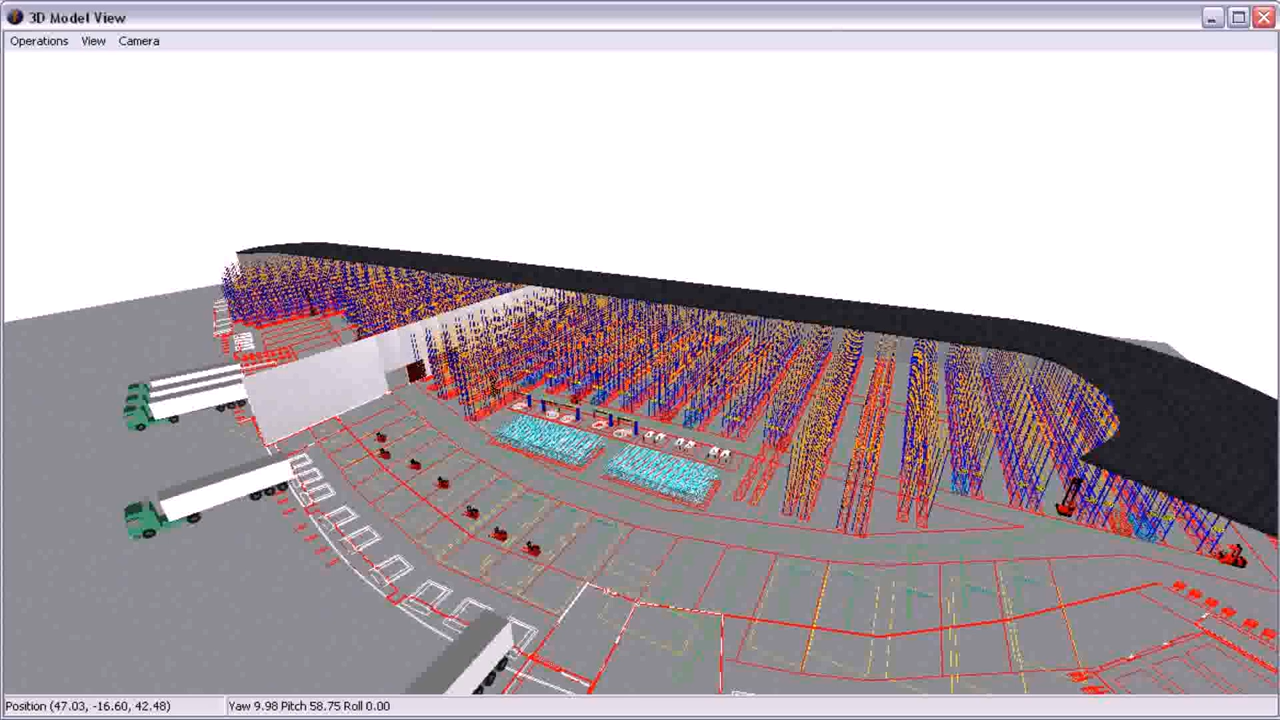 3D Model View
Operations View Camera
Position (47.03, -16.60, 42.48) Yaw 9.98 Pitch 58.75 Roll 0.00